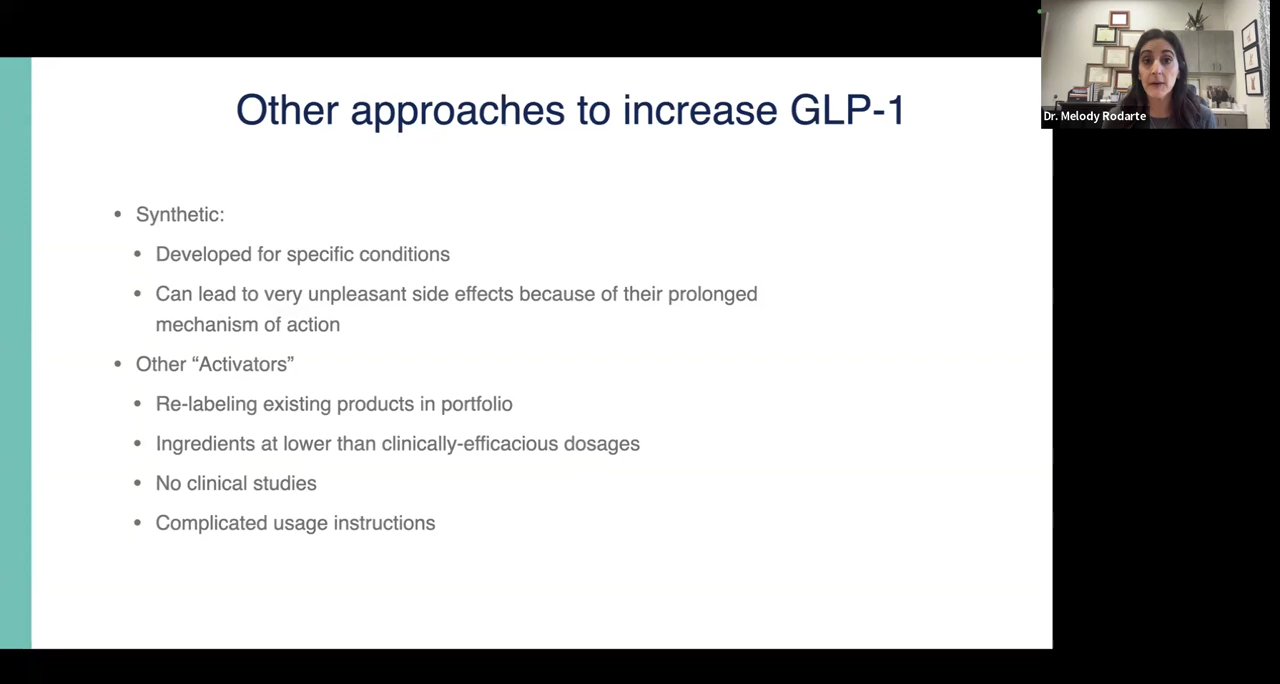 Other approaches to increase GLP-1
Dr. Melody Rodarte
• Synthetic:
• Developed for specific conditions
• Can lead to very unpleasant side effects because of their prolonged
mechanism of action
• Other “Activators”
• Re-labeling existing products in portfolio
• Ingredients at lower than clinically-efficacious dosages
• No clinical studies
• Complicated usage instructions